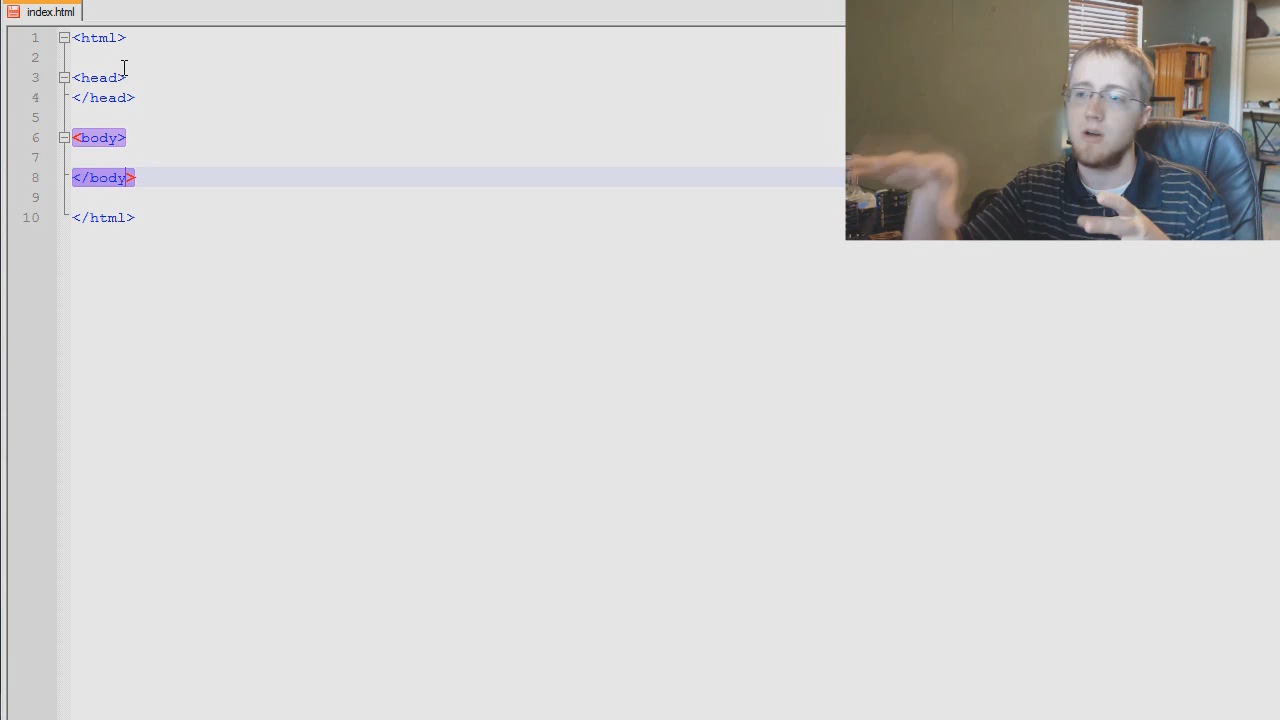 index.html
1 <html>
2
3 <head>
4 </head>
5
6 <body>
7
8 </body>
9
10 </html>